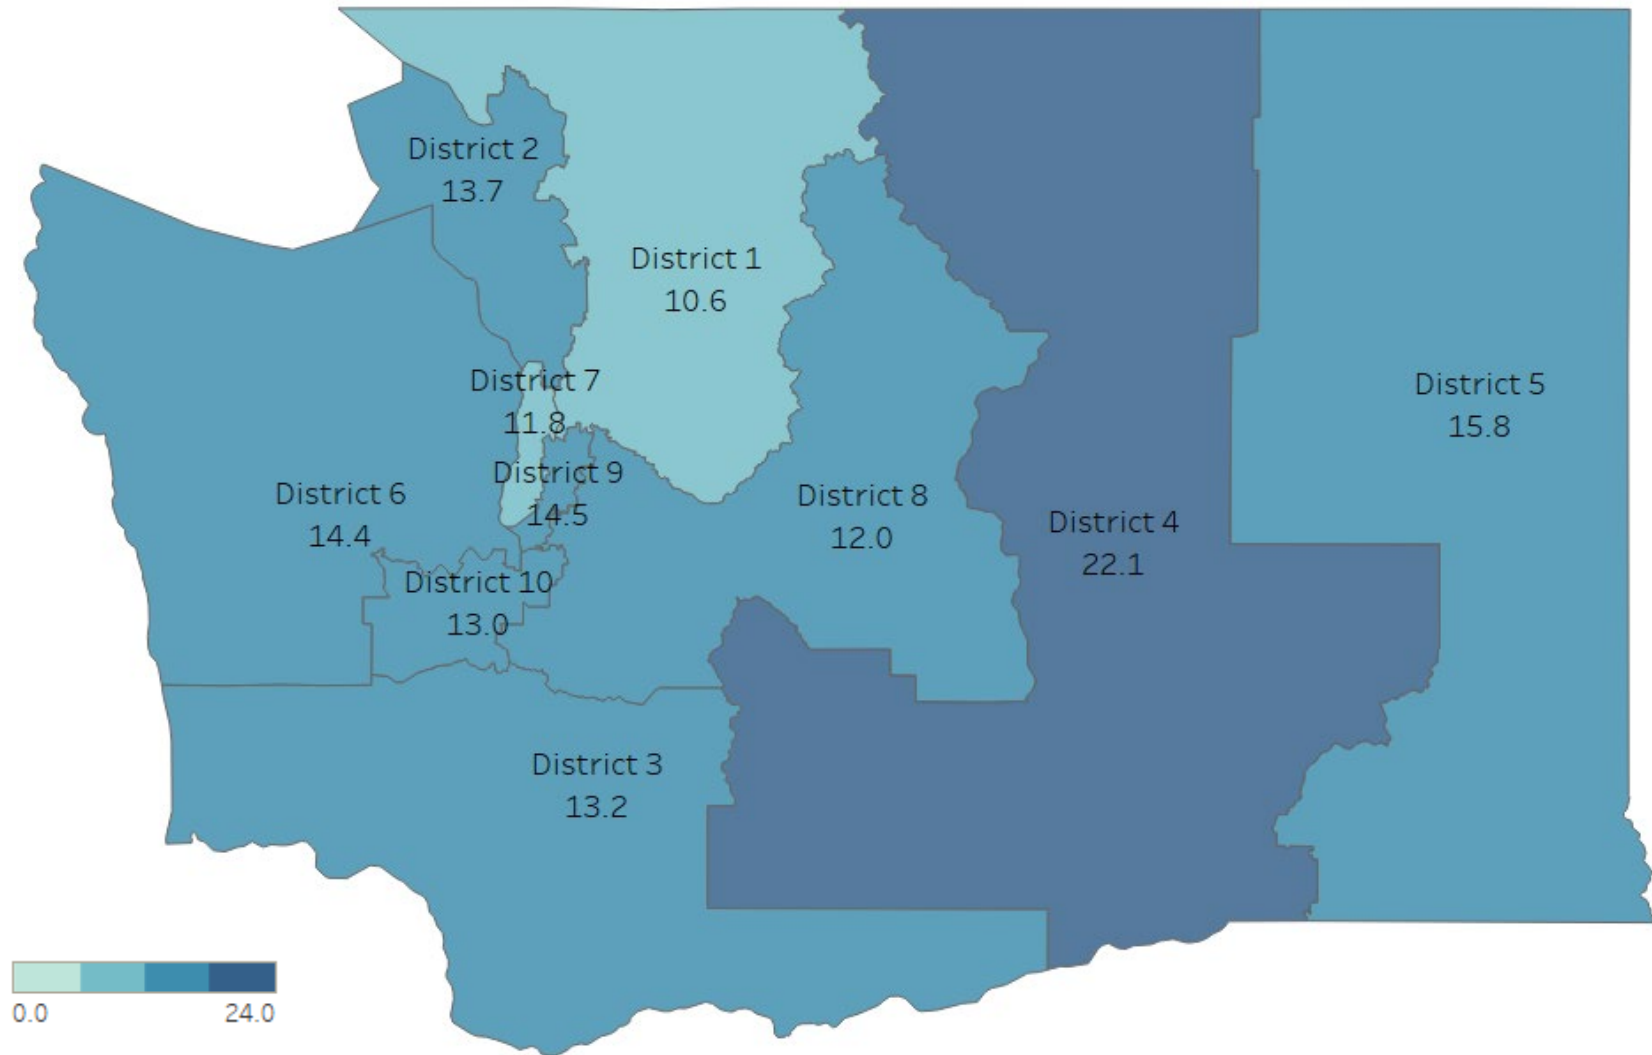 District 2
13.7
District 1
10.6
District 7
11.8
District 5
15.8
District 9
14.5
District 6
14.4
District 8
12.0
District 4
22.1
District 10
13.0
District 3
13.2
0.0 24.0